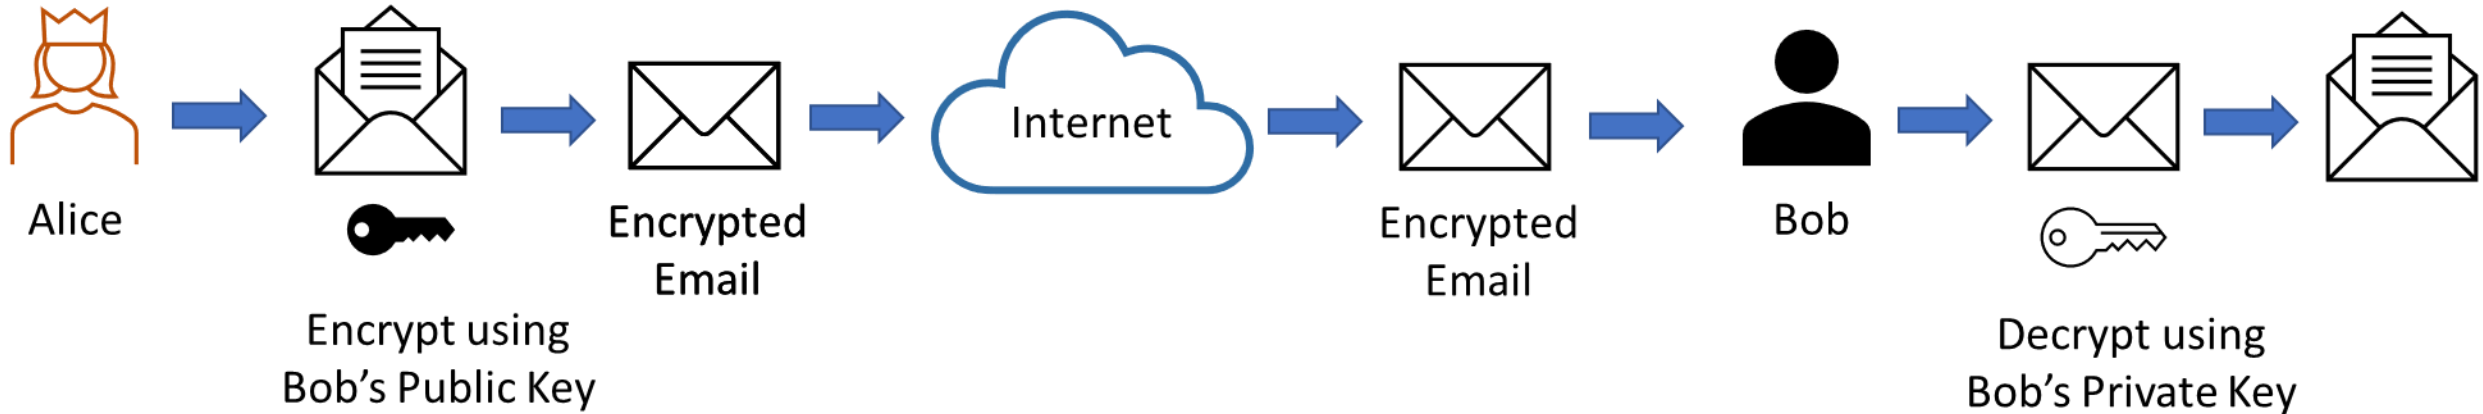 Alice
Encrypt using
Bob’s Public Key
Encrypted
Email
Internet
Encrypted
Email
Bob
Decrypt using
Bob’s Private Key